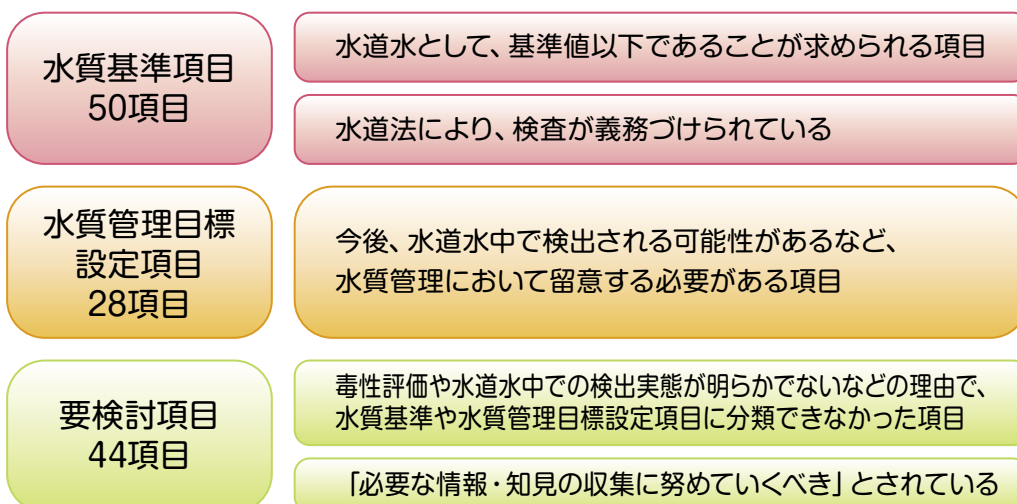 水質基準項目
50項目
水道水として、基準値以下であることが求められる項目
水道法により、検査が義務づけられている
水質管理目標
設定項目
28項目
今後、水道水中で検出される可能性があるなど、
水質管理において留意する必要がある項目
要検討項目
44項目
毒性評価や水道水中での検出実態が明らかでないなどの理由で、
水質基準や水質管理目標設定項目に分類できなかった項目
「必要な情報・知見の収集に努めていくべき」とされている